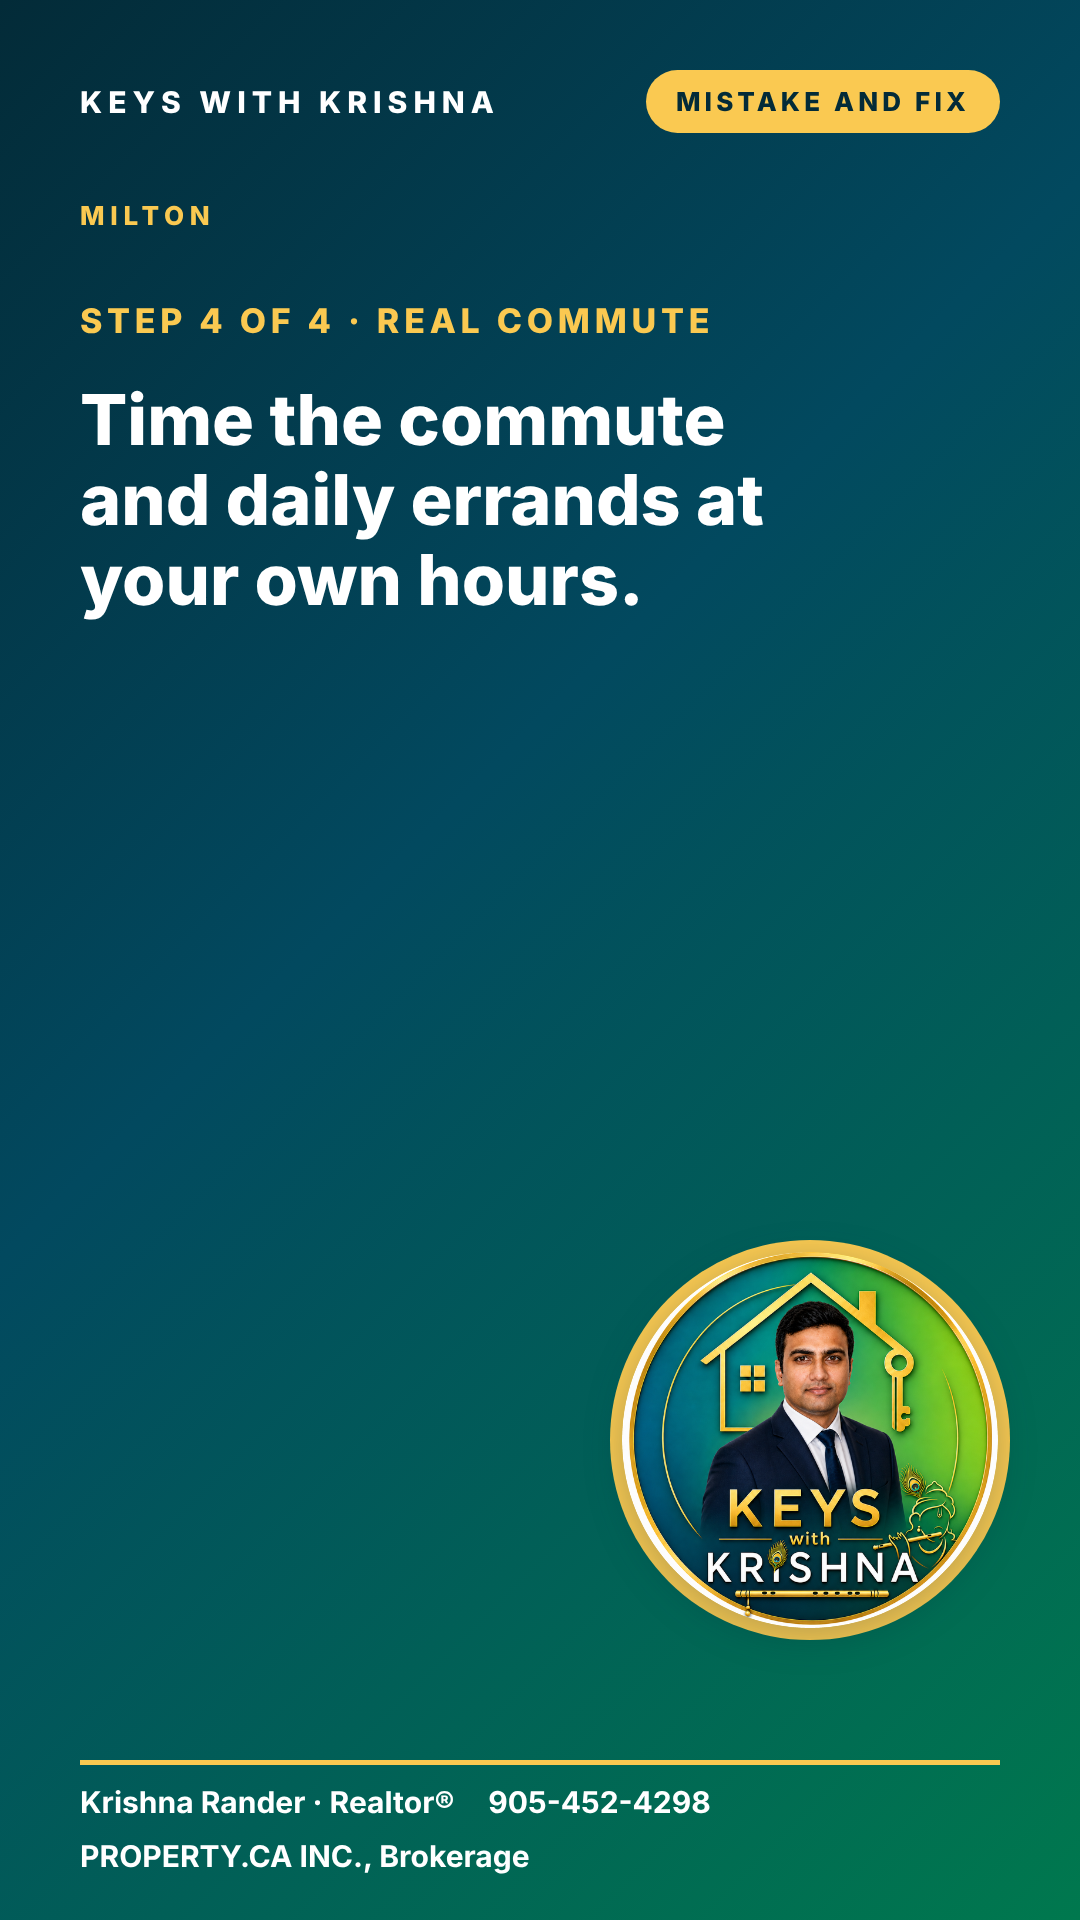 KEYS WITH KRISHNA
MISTAKE AND FIX
MILTON
STEP 4 OF 4 · REAL COMMUTE
Time the commute
and daily errands at
your own hours.
KEYS
with
KRISHNA
Krishna Rander · Realtor® 905-452-4298
PROPERTY.CA INC., Brokerage